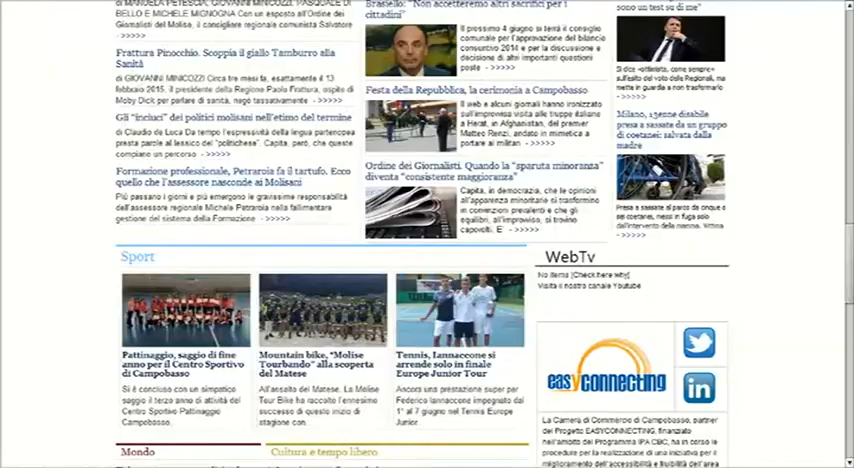 di MANUELA PETESCIA, GIOVANNI MINICOZZI, PASQUALE DI
BELLO E MICHELE MIGNOGNA Con un esposto all'Ordine dei
Giornalisti del Molise, il consigliere regionale comunista Salvatore
- >>>>>
Frattura Pinocchio. Scoppia il giallo Tamburro alla
Sanità
di GIOVANNI MINICOZZI Circa tre mesi fa, esattamente il 13
febbraio 2015, il presidente della Regione Paolo Frattura, ospite di
Moby Dick per parlare di sanità, negò tassativamente - >>>>>
Gli "inciuci" dei politici molisani nell'etimo del termine
di Claudio de Luca Da tempo l'espressività della lingua partenopea
presta parole al lessico del "politichese". Capita, però, che queste
compiano un percorso - >>>>>
Formazione professionale, Petraroia fa il tartufo. Ecco
quello che l'assessore nasconde ai Molisani
Più passano i giorni e più emergono le gravissime responsabilità
dell'assessore regionale Michele Petraroia nella fallimentare
gestione del sistema della Formazione - >>>>>
Brasiello: "Non accetteremo altri sacrifici per i
cittadini"
Il prossimo 4 giugno si terrà il consiglio
comunale per l'approvazione del bilancio
consuntivo 2014 e per la discussione e
decisione di altri importanti questioni
poste - >>>>>
Festa della Repubblica, la cerimonia a Campobasso
Il web e alcuni giornali hanno ironizzato
sull'improvvisa visita alle truppe italiane
a Herat, in Afghanistan, del premier
Matteo Renzi, andato in mimetica a
portare ai militari - >>>>>
Ordine dei Giornalisti. Quando la "sparuta minoranza"
diventa "consistente maggioranza"
Capita, in democrazia, che le opinioni
all'apparenza minoritarie si trasformino
in convinzioni prevalenti e che gli
equilibri, all'improvviso, si trovino
capovolti. E' - >>>>>
sono un test su di me»
Si dice «ottimista, come sempre»
sull'esito del voto delle Regionali, ma
mette in guardia a non trasformarlo
- >>>>>
Milano, 13enne disabile
presa a sassate da un gruppo
di coetanei: salvata dalla
madre
Presa a sassate al parco da cinque o
sei coetanei, messi in fuga solo
dall'intervento della mamma. Vittima
- >>>>>
Sport
Pattinaggio, saggio di fine
anno per il Centro Sportivo
di Campobasso
Si è concluso con un simpatico
saggio il terzo anno di attività del
Centro Sportivo Pattinaggio
Campobasso.
Mountain bike, "Molise
Tourbando" alla scoperta
del Matese
All'ansolta del Matese. La Molise
Tour Bike ha raccolto l'ennesimo
successo di questo inizio di
stagione con.
Tennis, Iannaccone si
arrende solo in finale
Europe Junior Tour
Ancora una prestazione super per
Federico Iannaccone impegnato dal
1° al 7 giugno nel Tennis Europe
Junior
WebTv
No items [Check here why]
Visita il nostro canale Youtube
easyconnecting
in
La Camera di Commercio di Campobasso, partner
del Progetto EASYCONNECTING, finanziato
nell'ambito del Programma IPA CBC, ha in corso le
procedure per la realizzazione di una iniziativa per il
miglioramento dell'accessibilità e fruibilità dell'area
Mondo
Cultura e tempo libero